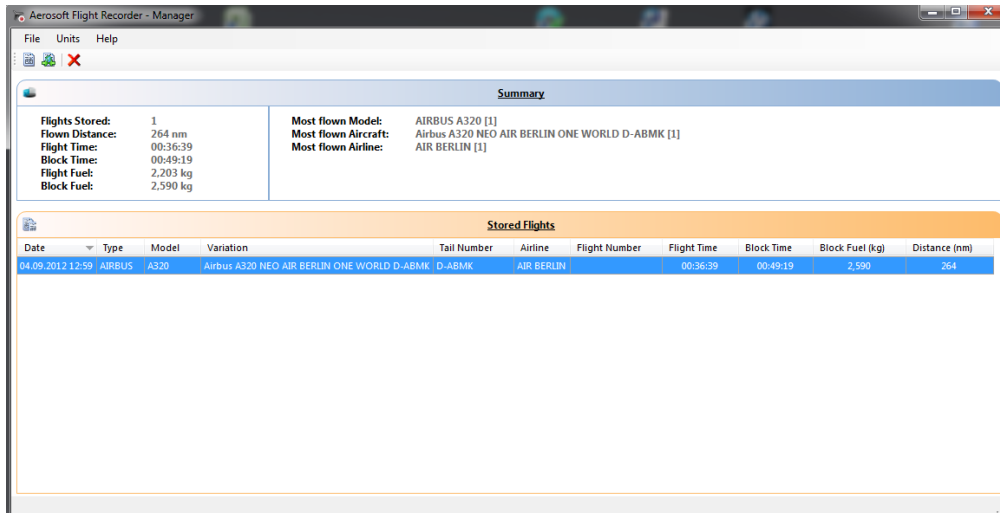 Aerosoft Flight Recorder - Manager
File Units Help
Summary
Flights Stored: 1
Flown Distance: 264 nm
Flight Time: 00:36:39
Block Time: 00:49:19
Flight Fuel: 2,203 kg
Block Fuel: 2,590 kg
Most flown Model: AIRBUS A320 [1]
Most flown Aircraft: Airbus A320 NEO AIR BERLIN ONE WORLD D-ABMK [1]
Most flown Airline: AIR BERLIN [1]
Stored Flights
Date Type Model Variation Tail Number Airline Flight Number Flight Time Block Time Block Fuel (kg) Distance (nm)
04.09.2012 12:59 AIRBUS A320 Airbus A320 NEO AIR BERLIN ONE WORLD D-ABMK D-ABMK AIR BERLIN 00:36:39 00:49:19 2,590 264